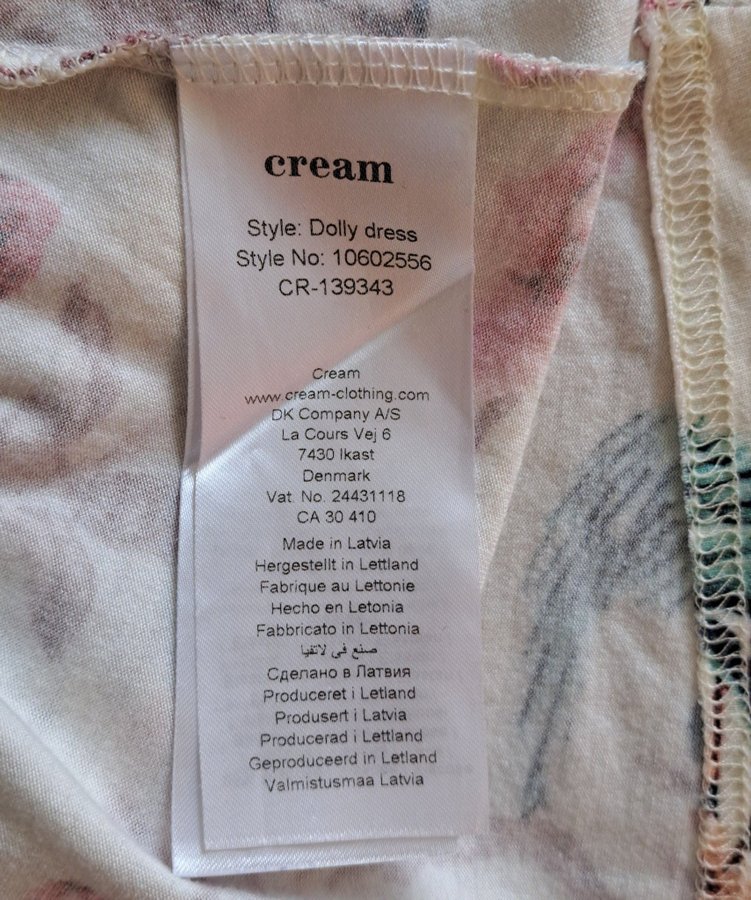 cream
Style: Dolly dress
Style No: 10602556
CR-139343
Cream
www.cream-clothing.com
DK Company A/S
La Cours Vej 6
7430 Ikast
Denmark
Vat. No. 24431118
CA 30 410
Made in Latvia
Hergestellt in Lettland
Fabrique au Lettonie
Hecho en Letonia
Fabbricato in Lettonia
صنع في لاتفيا
Сделано в Латвия
Produceret i Letland
Produsert i Latvia
Producerad i Lettland
Geproduceerd in Letland
Valmistusmaa Latvia